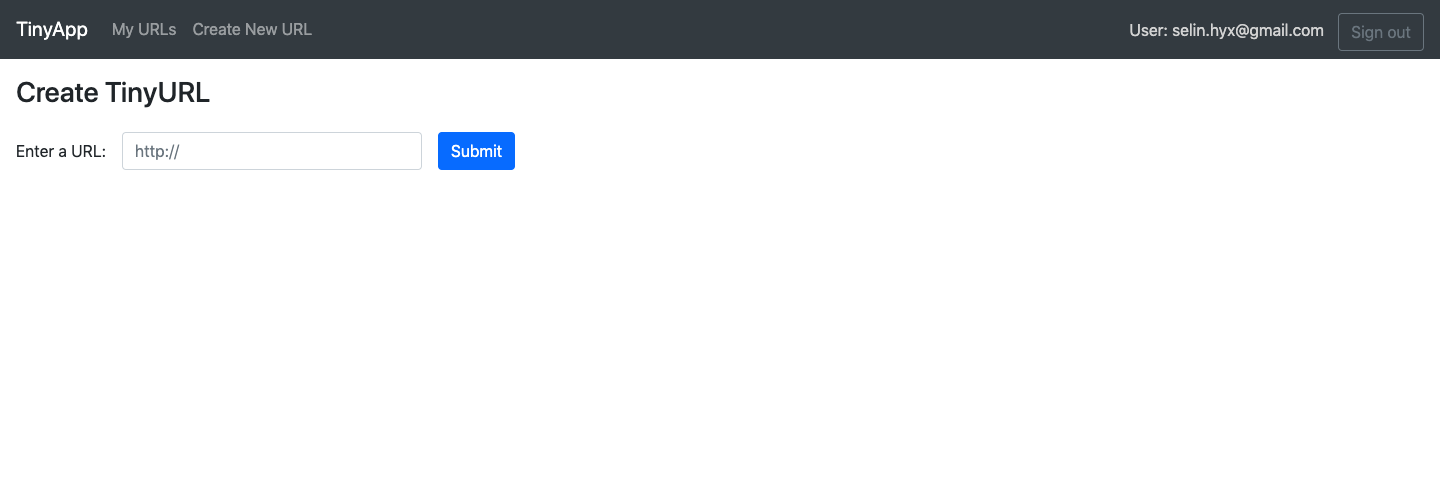 TinyApp My URLs Create New URL User: selin.hyx@gmail.com Sign out
Create TinyURL
Enter a URL: http:// Submit